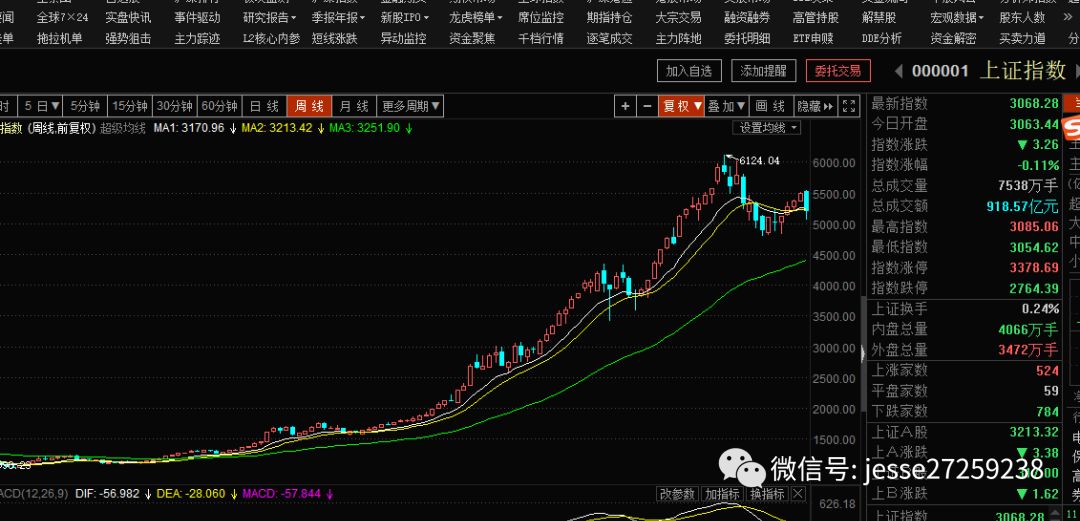 全球7×24 实盘快讯 事件驱动 研究报告 季报年报 新股IPO 龙虎榜单 席位监控 期指持仓 大宗交易 融资融券 高管持股 解禁股 宏观数据 股东人数
拖拉机单 强势狙击 主力踪迹 L2核心内参 短线涨跌 异动监控 资金聚焦 千档行情 逐笔成交 主力阵地 委托明细 ETF申赎 DDE分析 资金解密 买卖力道
加入自选 添加提醒 委托交易 000001 上证指数
5日 5分钟 15分钟 30分钟 60分钟 日线 周线 月线 更多周期 + − 复权 叠加 画线 隐藏
指数 (周线,前复权) 超级均线 MA1: 3170.96 ↓ MA2: 3213.42 ↓ MA3: 3251.90 ↓ 设置均线
6124.04
6000.00
5500.00
5000.00
4500.00
4000.00
3500.00
3000.00
2500.00
2000.00
1500.00
最新指数 3068.28
今日开盘 3063.44
指数涨跌 ▼ 3.26
指数涨幅 -0.11%
总成交量 7538万手
总成交额 918.57亿元
最高指数 3085.06
最低指数 3054.62
指数涨停 3378.69
指数跌停 2764.39
上证换手 0.24%
内盘总量 4066万手
外盘总量 3472万手
上涨家数 524
平盘家数 59
下跌家数 784
上证A股 3213.32
上A涨跌 ▼ 3.38
上B涨跌 ▼ 1.62
上证指数 3068.28
微信号: jesse27259238
ACD(12,26,9) DIF: -56.982 ↓ DEA: -28.060 ↓ MACD: -57.844 ↓ 改参数 加指标 换指标
626.18